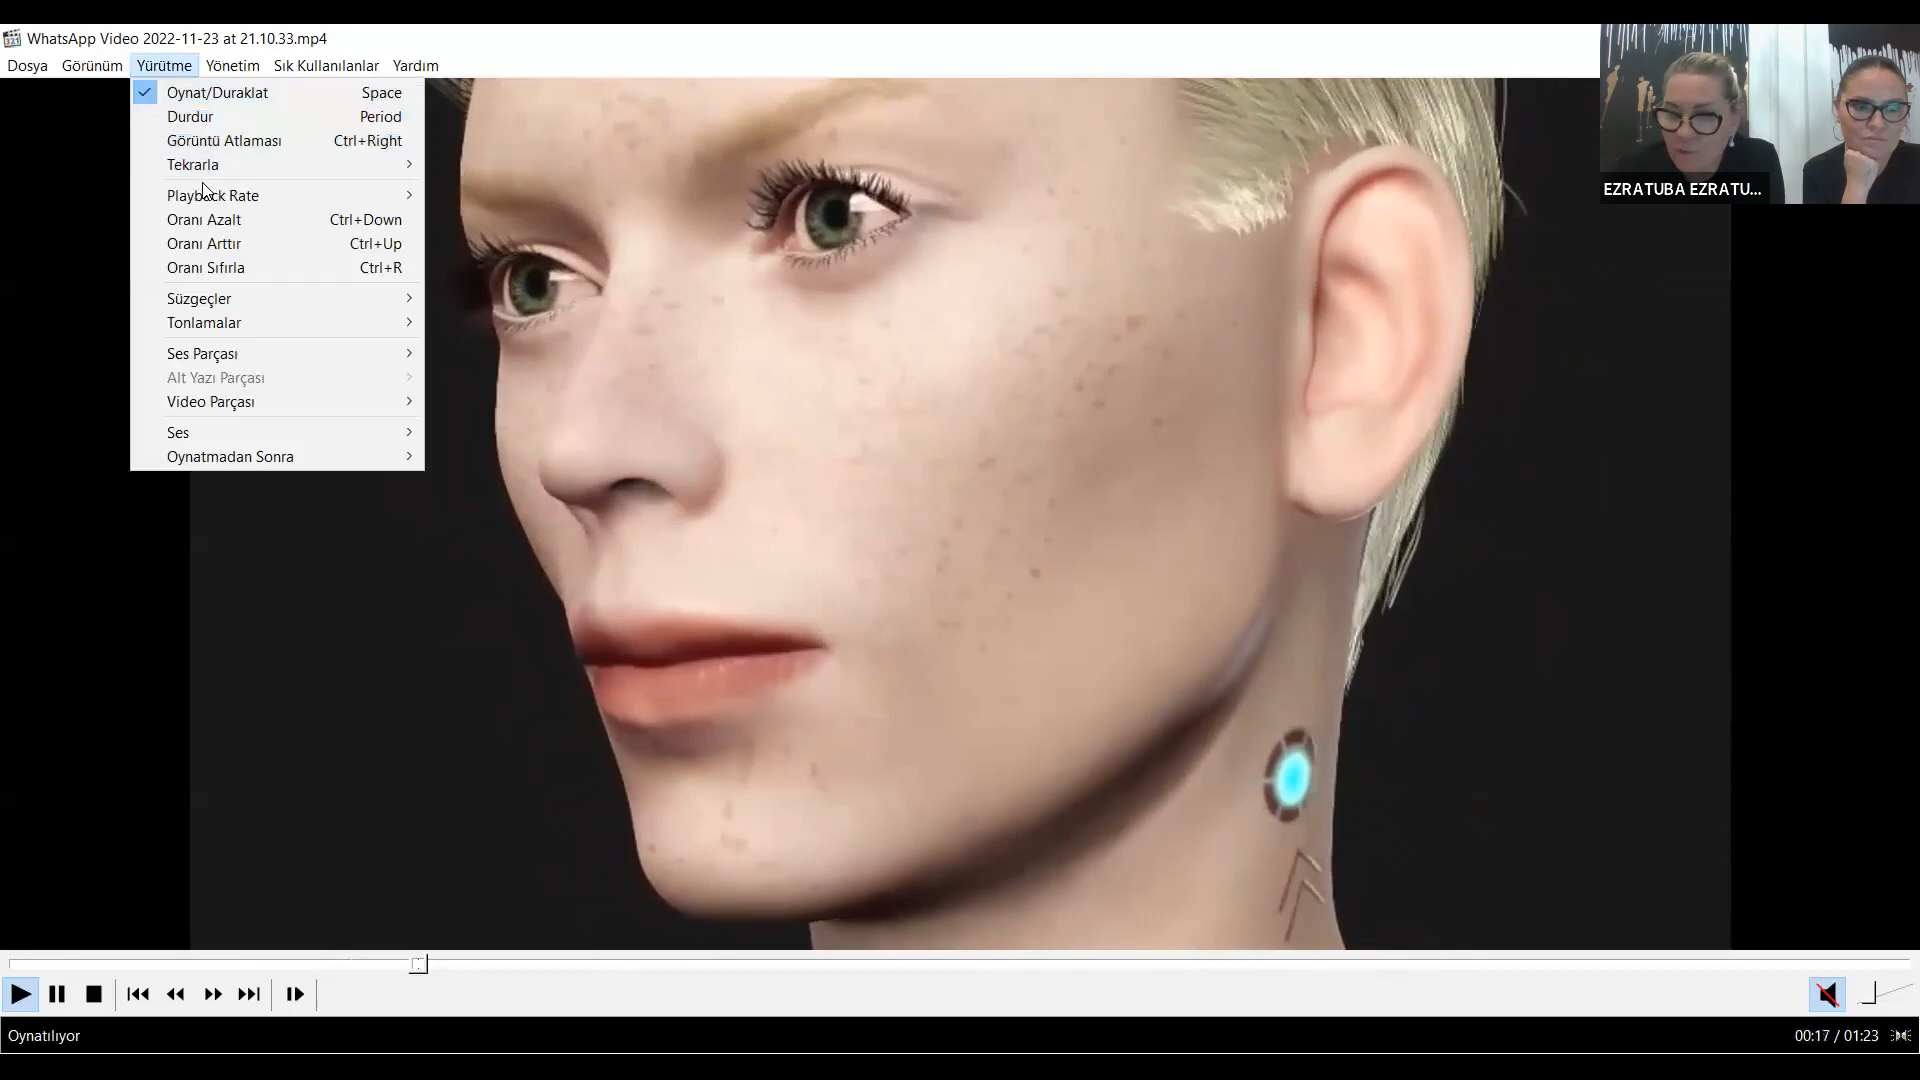 WhatsApp Video 2022-11-23 at 21.10.33.mp4
Dosya Görünüm Yürütme Yönetim Sık Kullanılanlar Yardım
Oynat/Duraklat Space
Durdur Period
Görüntü Atlaması Ctrl+Right
Tekrarla
Playback Rate
Oranı Azalt Ctrl+Down
Oranı Arttır Ctrl+Up
Oranı Sıfırla Ctrl+R
Süzgeçler
Tonlamalar
Ses Parçası
Alt Yazı Parçası
Video Parçası
Ses
Oynatmadan Sonra
EZRATUBA EZRATU...
Oynatılıyor
00:17 / 01:23